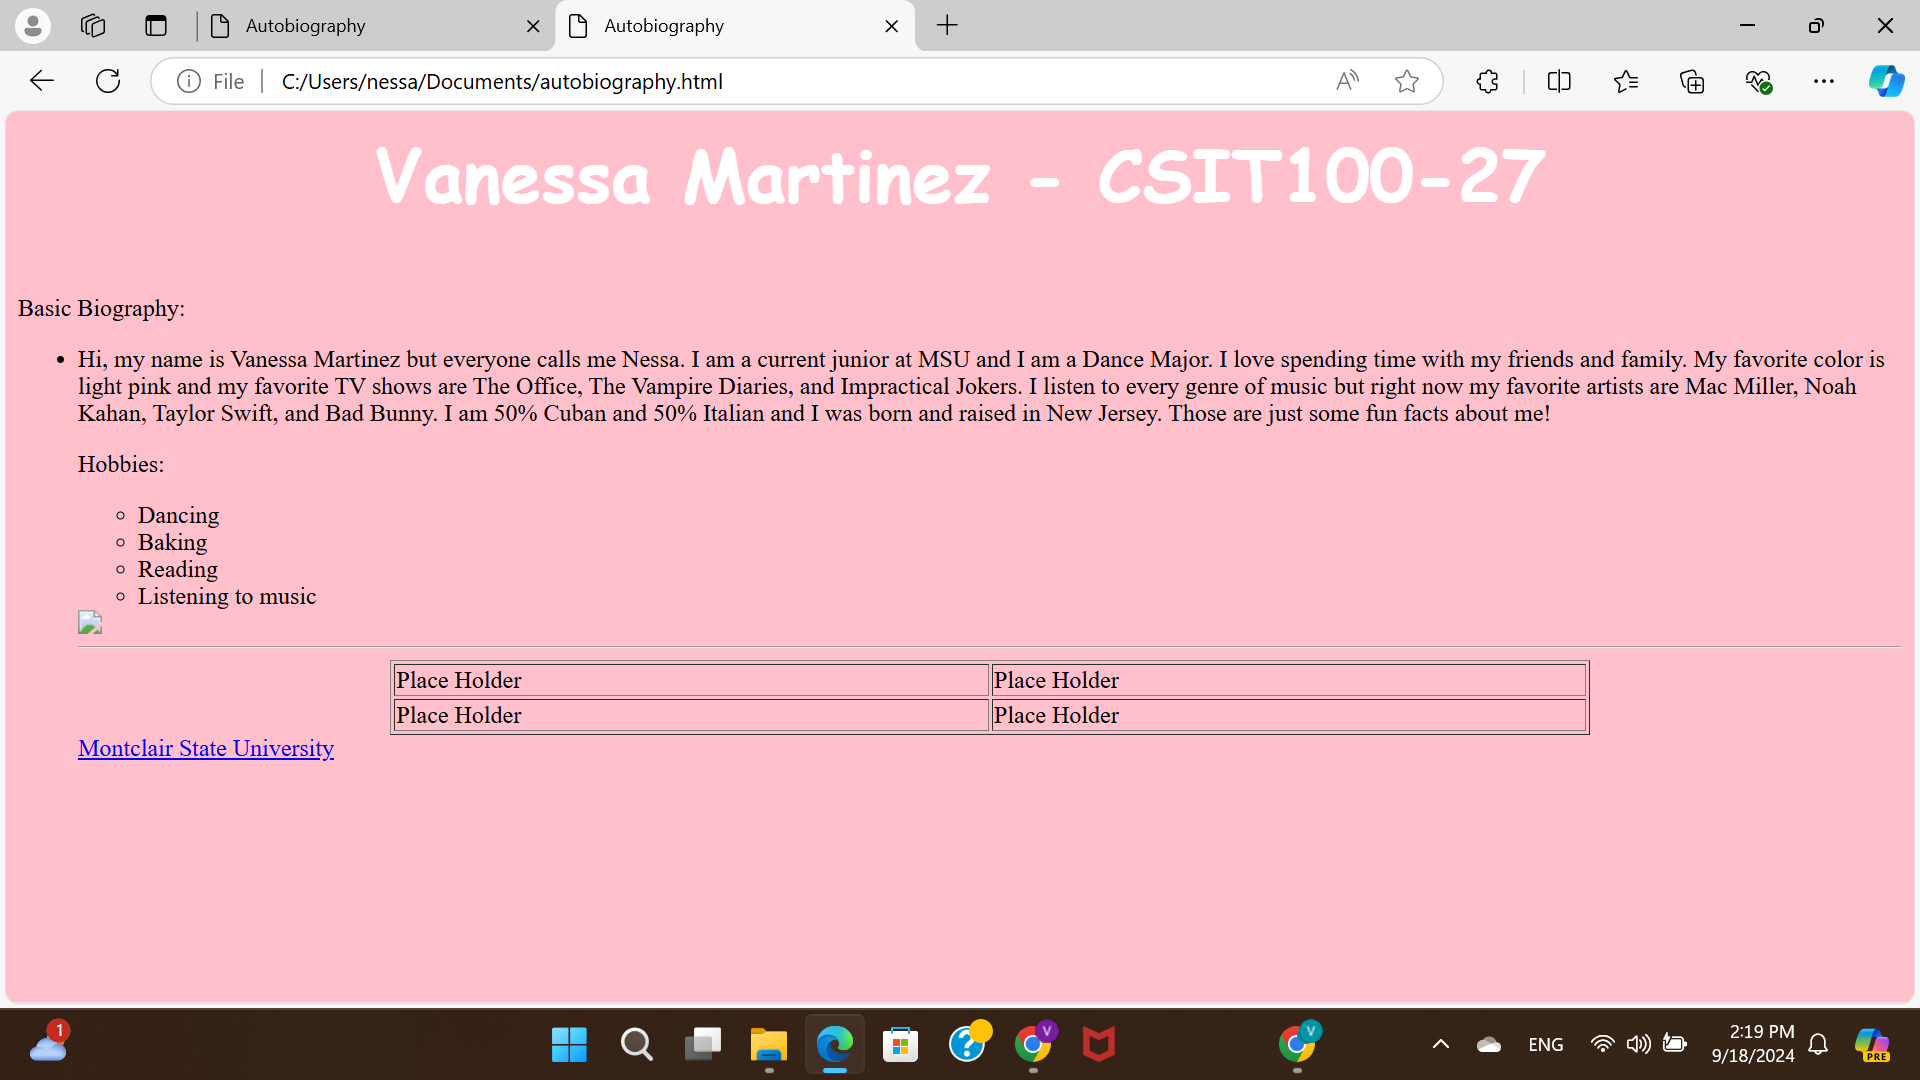 Autobiography
Autobiography
File
C:/Users/nessa/Documents/autobiography.html
Vanessa Martinez - CSIT100-27
Basic Biography:
Hi, my name is Vanessa Martinez but everyone calls me Nessa. I am a current junior at MSU and I am a Dance Major. I love spending time with my friends and family. My favorite color is
light pink and my favorite TV shows are The Office, The Vampire Diaries, and Impractical Jokers. I listen to every genre of music but right now my favorite artists are Mac Miller, Noah
Kahan, Taylor Swift, and Bad Bunny. I am 50% Cuban and 50% Italian and I was born and raised in New Jersey. Those are just some fun facts about me!
Hobbies:
Dancing
Baking
Reading
Listening to music
Place Holder Place Holder
Place Holder Place Holder
Montclair State University
1
V
V
ENG
2:19 PM
9/18/2024
PRE